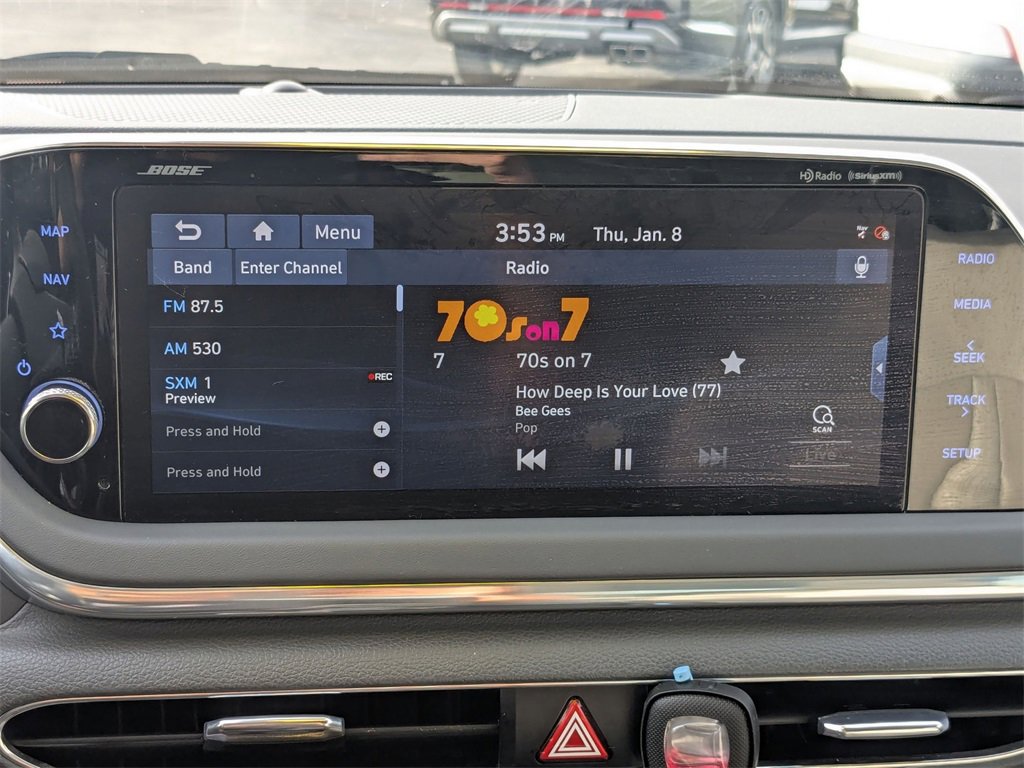 BOSE
HD Radio ((SiriusXM))
MAP
NAV
Menu
3:53 PM Thu, Jan. 8
Nav
Band
Enter Channel
Radio
FM 87.5
AM 530
SXM 1
Preview
REC
Press and Hold
Press and Hold
70s on 7
7 70s on 7
How Deep Is Your Love (77)
Bee Gees
Pop
SCAN
Live
RADIO
MEDIA
<
SEEK
TRACK
>
SETUP